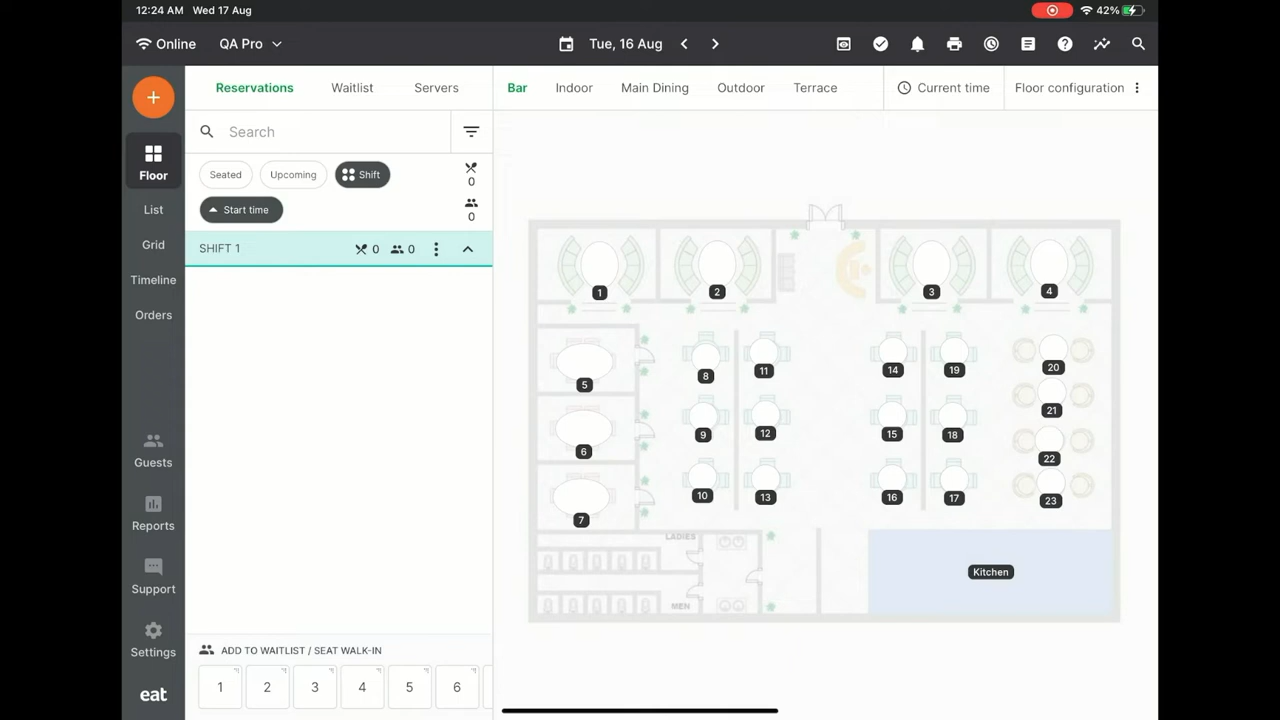 12:24 AM Wed 17 Aug
42%
Online QA Pro
Tue, 16 Aug
Reservations Waitlist Servers
Bar Indoor Main Dining Outdoor Terrace
Current time
Floor configuration
Search
Seated Upcoming Shift
0
Start time
0
SHIFT 1 0 0
Floor
List
Grid
Timeline
Orders
Guests
Reports
Support
Settings
eat
1 2 3 4
5 8 11 14 19 20
21
6 9 12 15 18 22
7 10 13 16 17 23
LADIES
MEN
Kitchen
ADD TO WAITLIST / SEAT WALK-IN
1 2 3 4 5 6